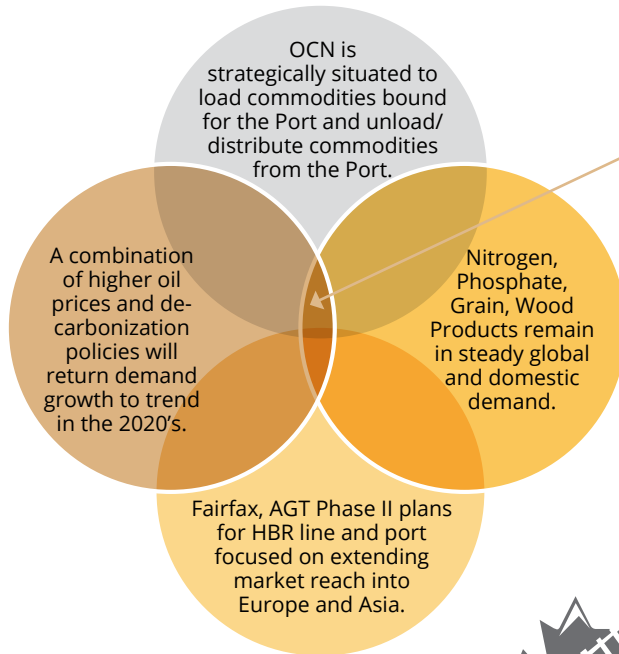 OCN is
strategically situated to
load commodities bound
for the Port and unload/
distribute commodities
from the Port.
A combination
of higher oil
prices and de-
carbonization
policies will
return demand
growth to trend
in the 2020's.
Nitrogen,
Phosphate,
Grain, Wood
Products remain
in steady global
and domestic
demand.
Fairfax, AGT Phase II plans
for HBR line and port
focused on extending
market reach into
Europe and Asia.